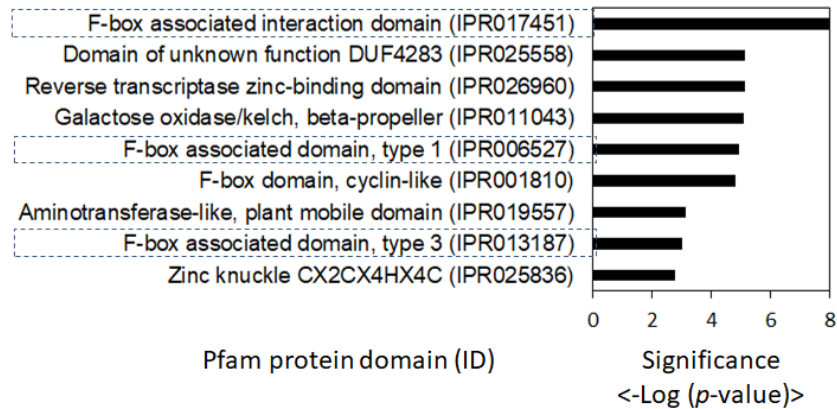 F-box associated interaction domain (IPR017451)
Domain of unknown function DUF4283 (IPR025558)
Reverse transcriptase zinc-binding domain (IPR026960)
Galactose oxidase/kelch, beta-propeller (IPR011043)
F-box associated domain, type 1 (IPR006527)
F-box domain, cyclin-like (IPR001810)
Aminotransferase-like, plant mobile domain (IPR019557)
F-box associated domain, type 3 (IPR013187)
Zinc knuckle CX2CX4HX4C (IPR025836)
0 2 4 6 8
Pfam protein domain (ID)
Significance
<-Log (p-value)>